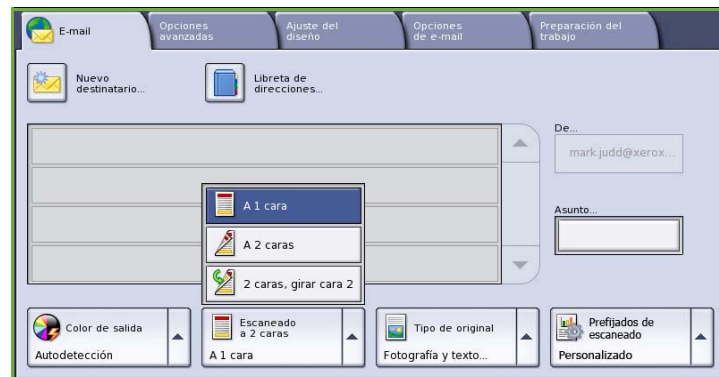 E-mail
Opciones
avanzadas
Ajuste del
diseño
Opciones
de e-mail
Preparación del
trabajo
Nuevo
destinatario...
Libreta de
direcciones...
De...
mark.judd@xerox...
Asunto...
A 1 cara
A 2 caras
2 caras, girar cara 2
Color de salida
Autodetección
Escaneado
a 2 caras
A 1 cara
Tipo de original
Fotografía y texto...
Prefijados de
escaneado
Personalizado